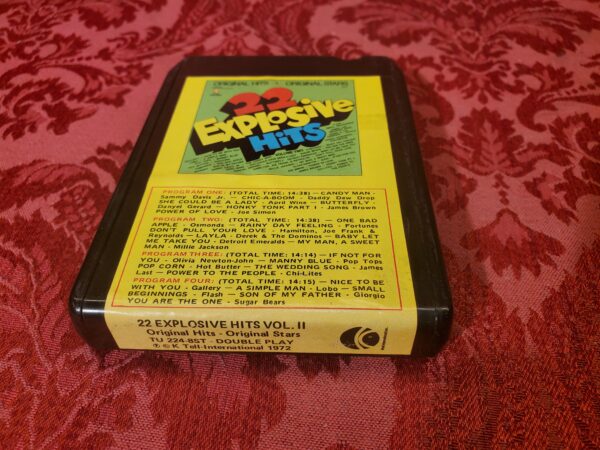 ORIGINAL HITS ORIGINAL STARS
22
EXPLOSIVE
HITS
PROGRAM ONE: (TOTAL TIME: 14:38) — CANDY MAN -
Sammy Davis Jr. — CHIC-A-BOOM - Daddy Dew Drop
SHE COULD BE A LADY - April Wine — BUTTERFLY -
Danyel Gerard — HONKY TONK PART I - James Brown
POWER OF LOVE - Joe Simon
PROGRAM TWO: (TOTAL TIME: 14:38) — ONE BAD
APPLE - Osmonds — RAINY DAY FEELING - Fortunes
DON'T PULL YOUR LOVE - Hamilton, Joe Frank &
Reynolds — LAYLA - Derek & The Dominos — BABY LET
ME TAKE YOU - Detroit Emeralds — MY MAN, A SWEET
MAN - Millie Jackson
PROGRAM THREE: (TOTAL TIME: 14:14) — IF NOT FOR
YOU - Olivia Newton-John — MANNY BLUE - Pop Tops
POP CORN - Hot Butter — THE WEDDING SONG - James
Last — POWER TO THE PEOPLE - Chi-Lites
PROGRAM FOUR: (TOTAL TIME: 14:15) — NICE TO BE
WITH YOU - Gallery — A SIMPLE MAN - Lobo — SMALL
BEGINNINGS - Flash — SON OF MY FATHER - Giorgio
YOU ARE THE ONE - Sugar Bears
22 EXPLOSIVE HITS VOL. II
Original Hits - Original Stars
TU 224-8ST - DOUBLE PLAY
℗ © K Tell-International 1972